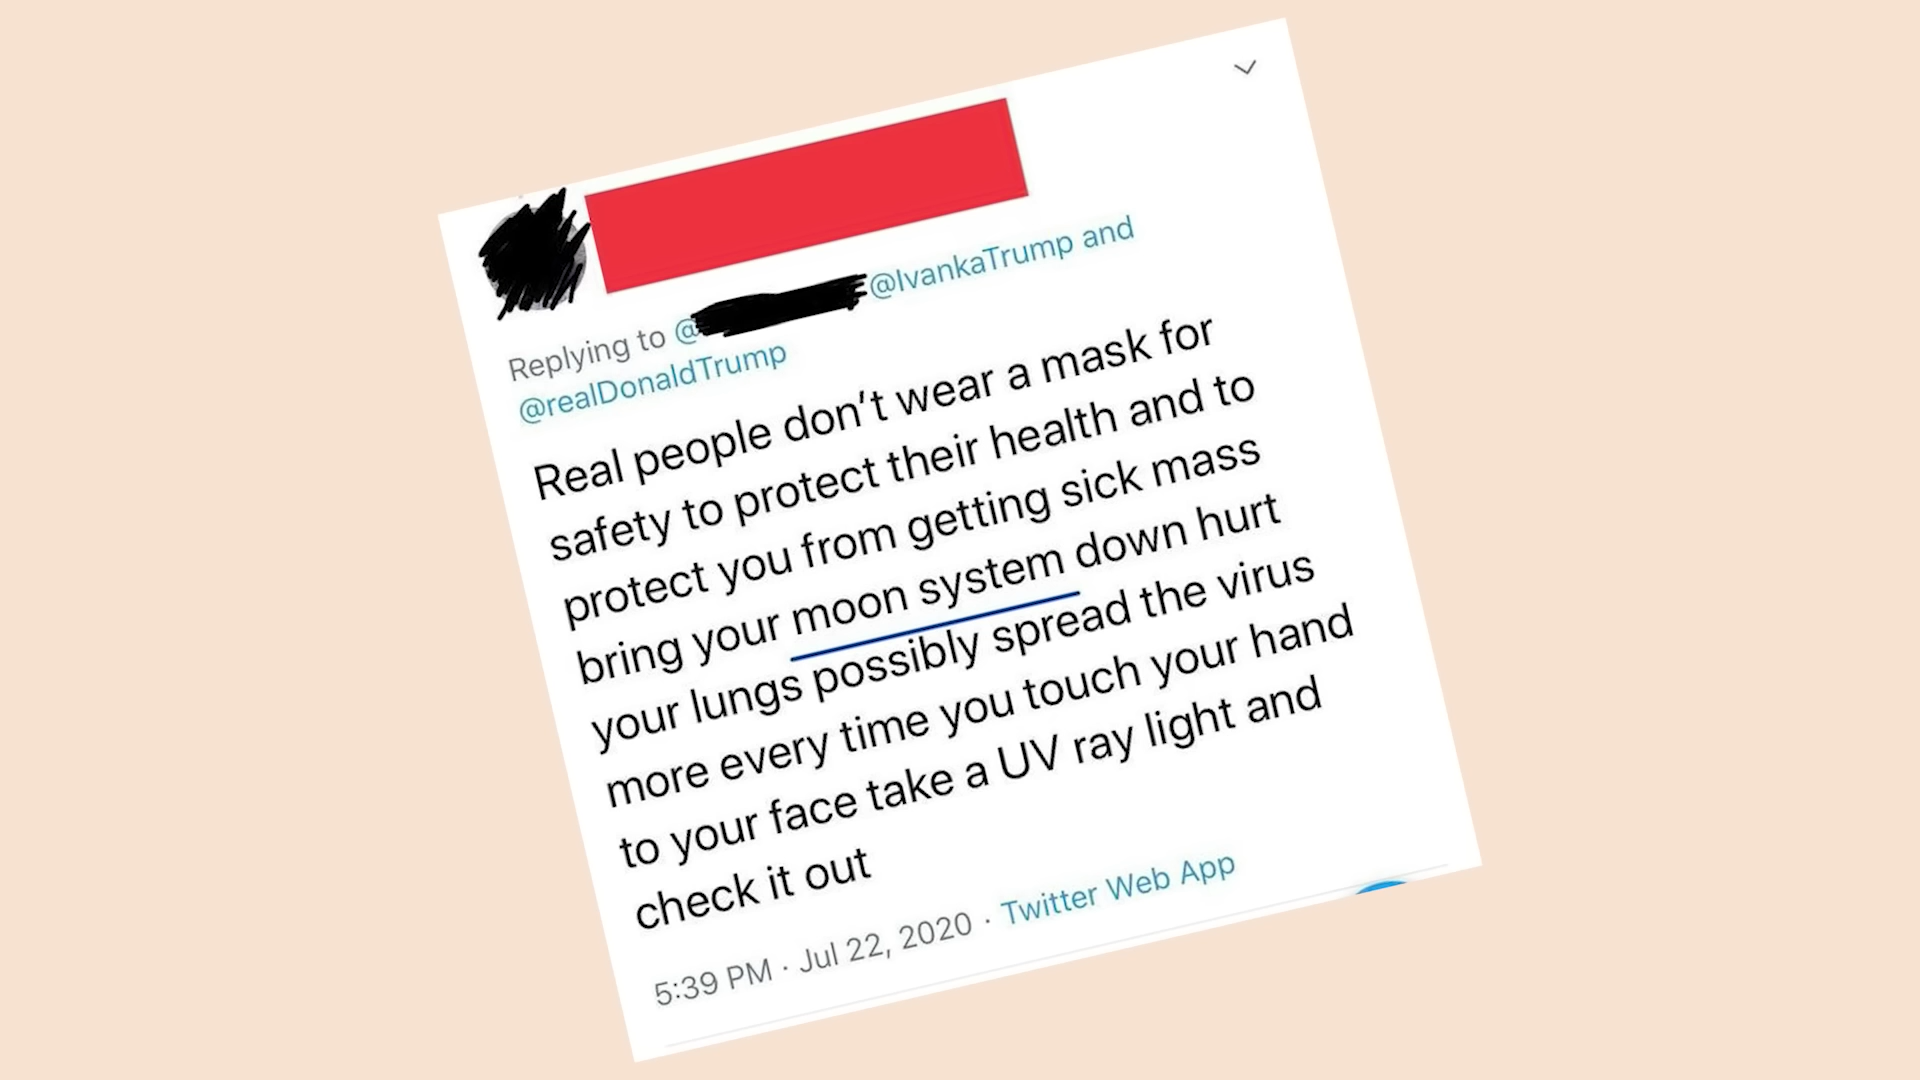 Replying to @ @IvankaTrump and
@realDonaldTrump
Real people don't wear a mask for
safety to protect their health and to
protect you from getting sick mass
bring your moon system down hurt
your lungs possibly spread the virus
more every time you touch your hand
to your face take a UV ray light and
check it out
5:39 PM · Jul 22, 2020 · Twitter Web App